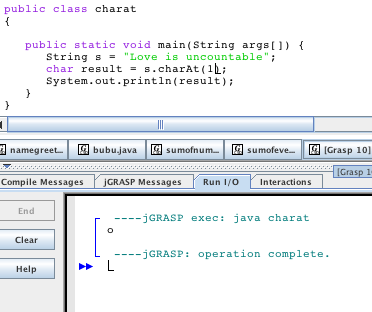 public class charat
{
public static void main(String args[]) {
String s = "Love is uncountable";
char result = s.charAt(1);
System.out.println(result);
}
}
namegreet... bubu.java sumofnum... sumofeve... [Grasp 10]
[Grasp 10
Compile Messages jGRASP Messages Run I/O Interactions
End
Clear
Help
----jGRASP exec: java charat
o
----jGRASP: operation complete.